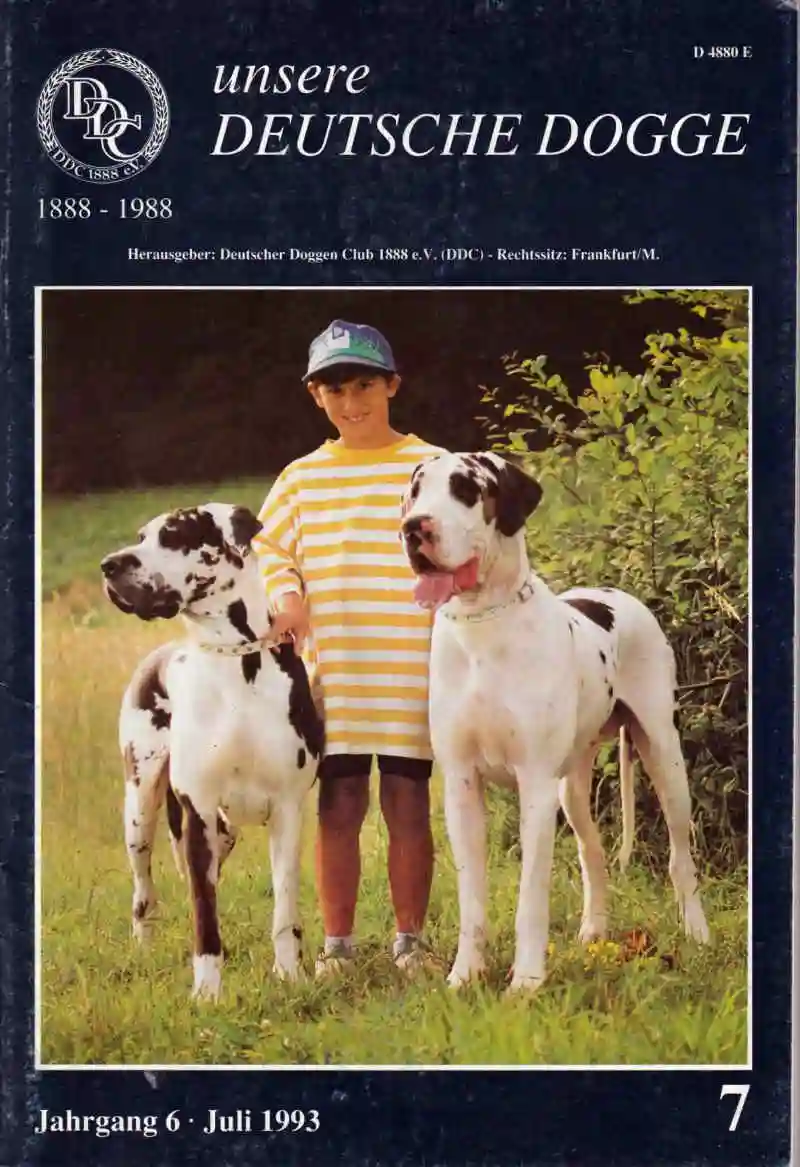 D 4880 E
unsere
DEUTSCHE DOGGE
DDC
DDC 1888 e.V.
1888 - 1988
Herausgeber: Deutscher Doggen Club 1888 e.V. (DDC) - Rechtssitz: Frankfurt/M.
Jahrgang 6 · Juli 1993
7